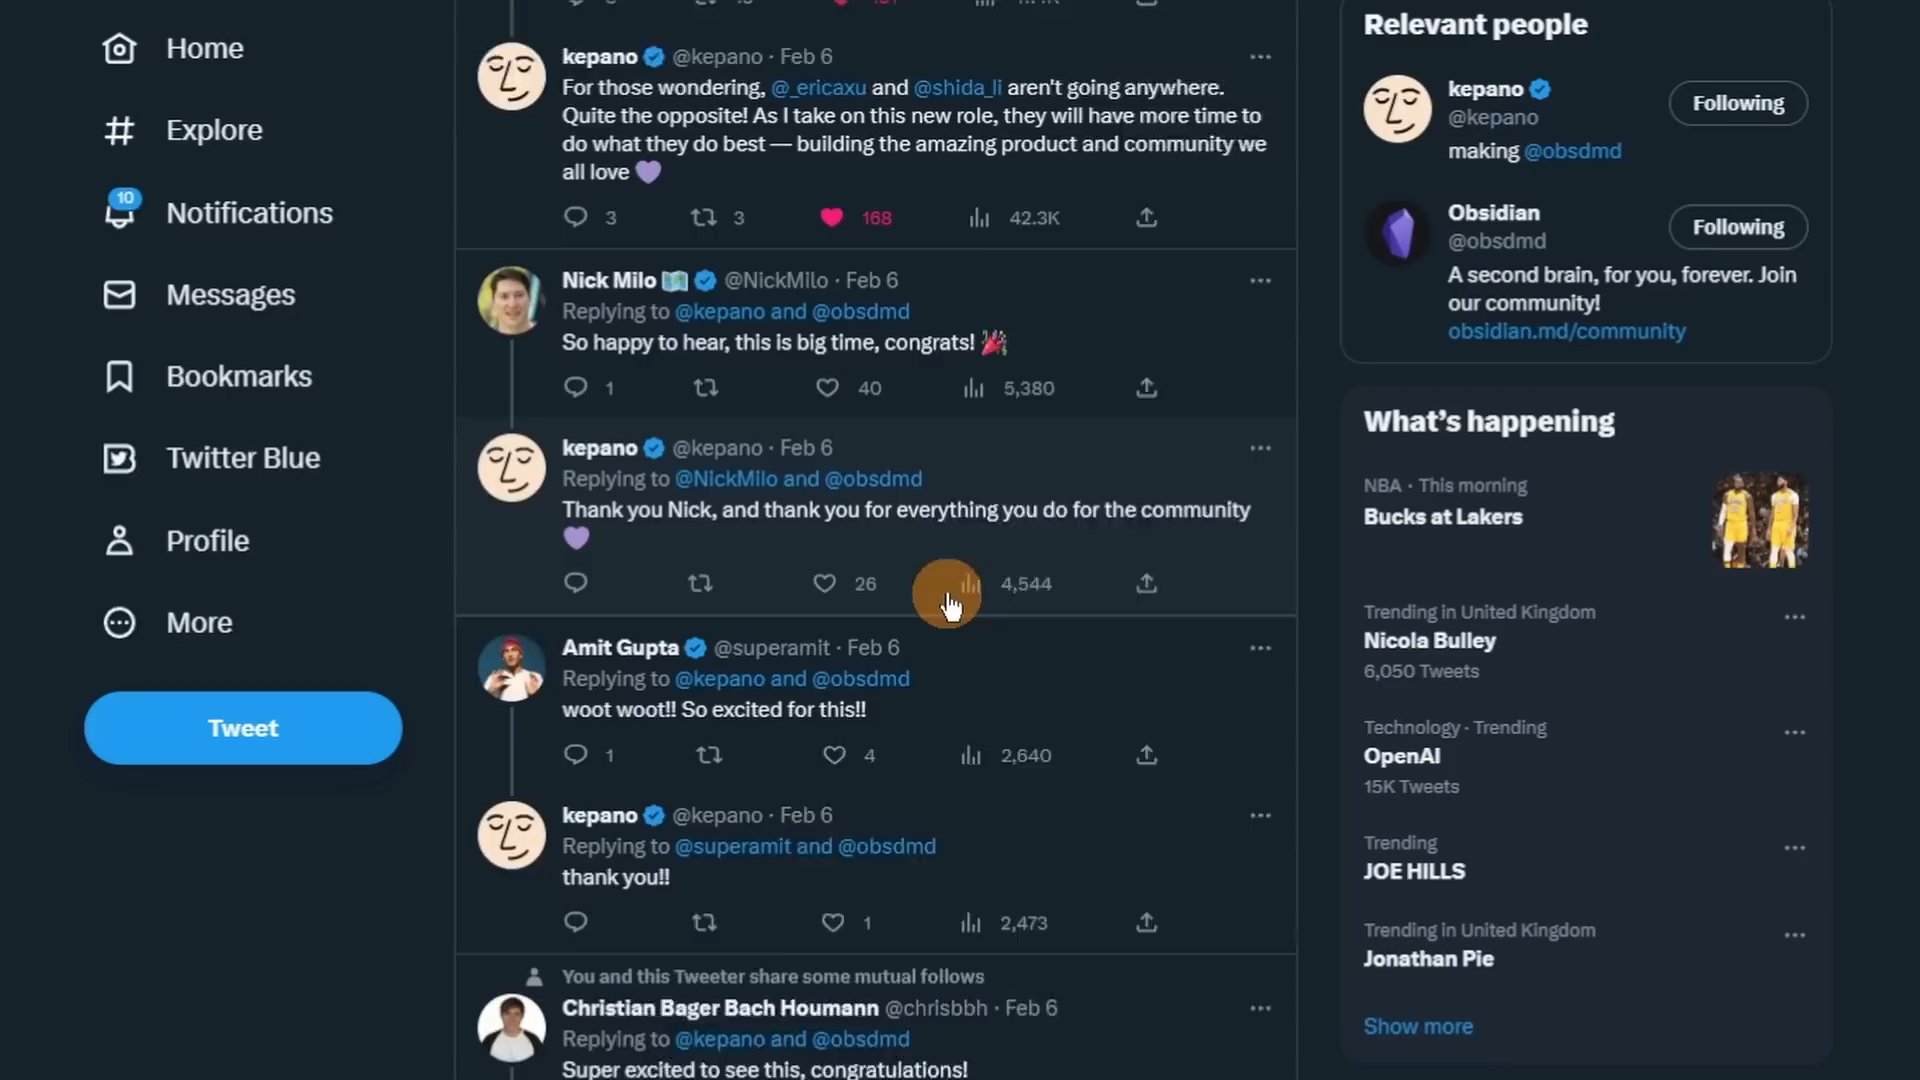 Home
Explore
10
Notifications
Messages
Bookmarks
Twitter Blue
Profile
More
Tweet
kepano @kepano · Feb 6
For those wondering, @_ericaxu and @shida_li aren't going anywhere.
Quite the opposite! As I take on this new role, they will have more time to
do what they do best — building the amazing product and community we
all love 💜
3 3 168 42.3K
Nick Milo 🗺️ @NickMilo · Feb 6
Replying to @kepano and @obsdmd
So happy to hear, this is big time, congrats! 🎉
1 40 5,380
kepano @kepano · Feb 6
Replying to @NickMilo and @obsdmd
Thank you Nick, and thank you for everything you do for the community
💜
26 4,544
Amit Gupta @superamit · Feb 6
Replying to @kepano and @obsdmd
woot woot!! So excited for this!!
1 4 2,640
kepano @kepano · Feb 6
Replying to @superamit and @obsdmd
thank you!!
1 2,473
You and this Tweeter share some mutual follows
Christian Bager Bach Houmann @chrisbbh · Feb 6
Replying to @kepano and @obsdmd
Super excited to see this, congratulations!
Relevant people
kepano
@kepano
Following
making @obsdmd
Obsidian
@obsdmd
Following
A second brain, for you, forever. Join
our community!
obsidian.md/community
What's happening
NBA · This morning
Bucks at Lakers
Trending in United Kingdom
Nicola Bulley
6,050 Tweets
Technology · Trending
OpenAI
15K Tweets
Trending
JOE HILLS
Trending in United Kingdom
Jonathan Pie
Show more